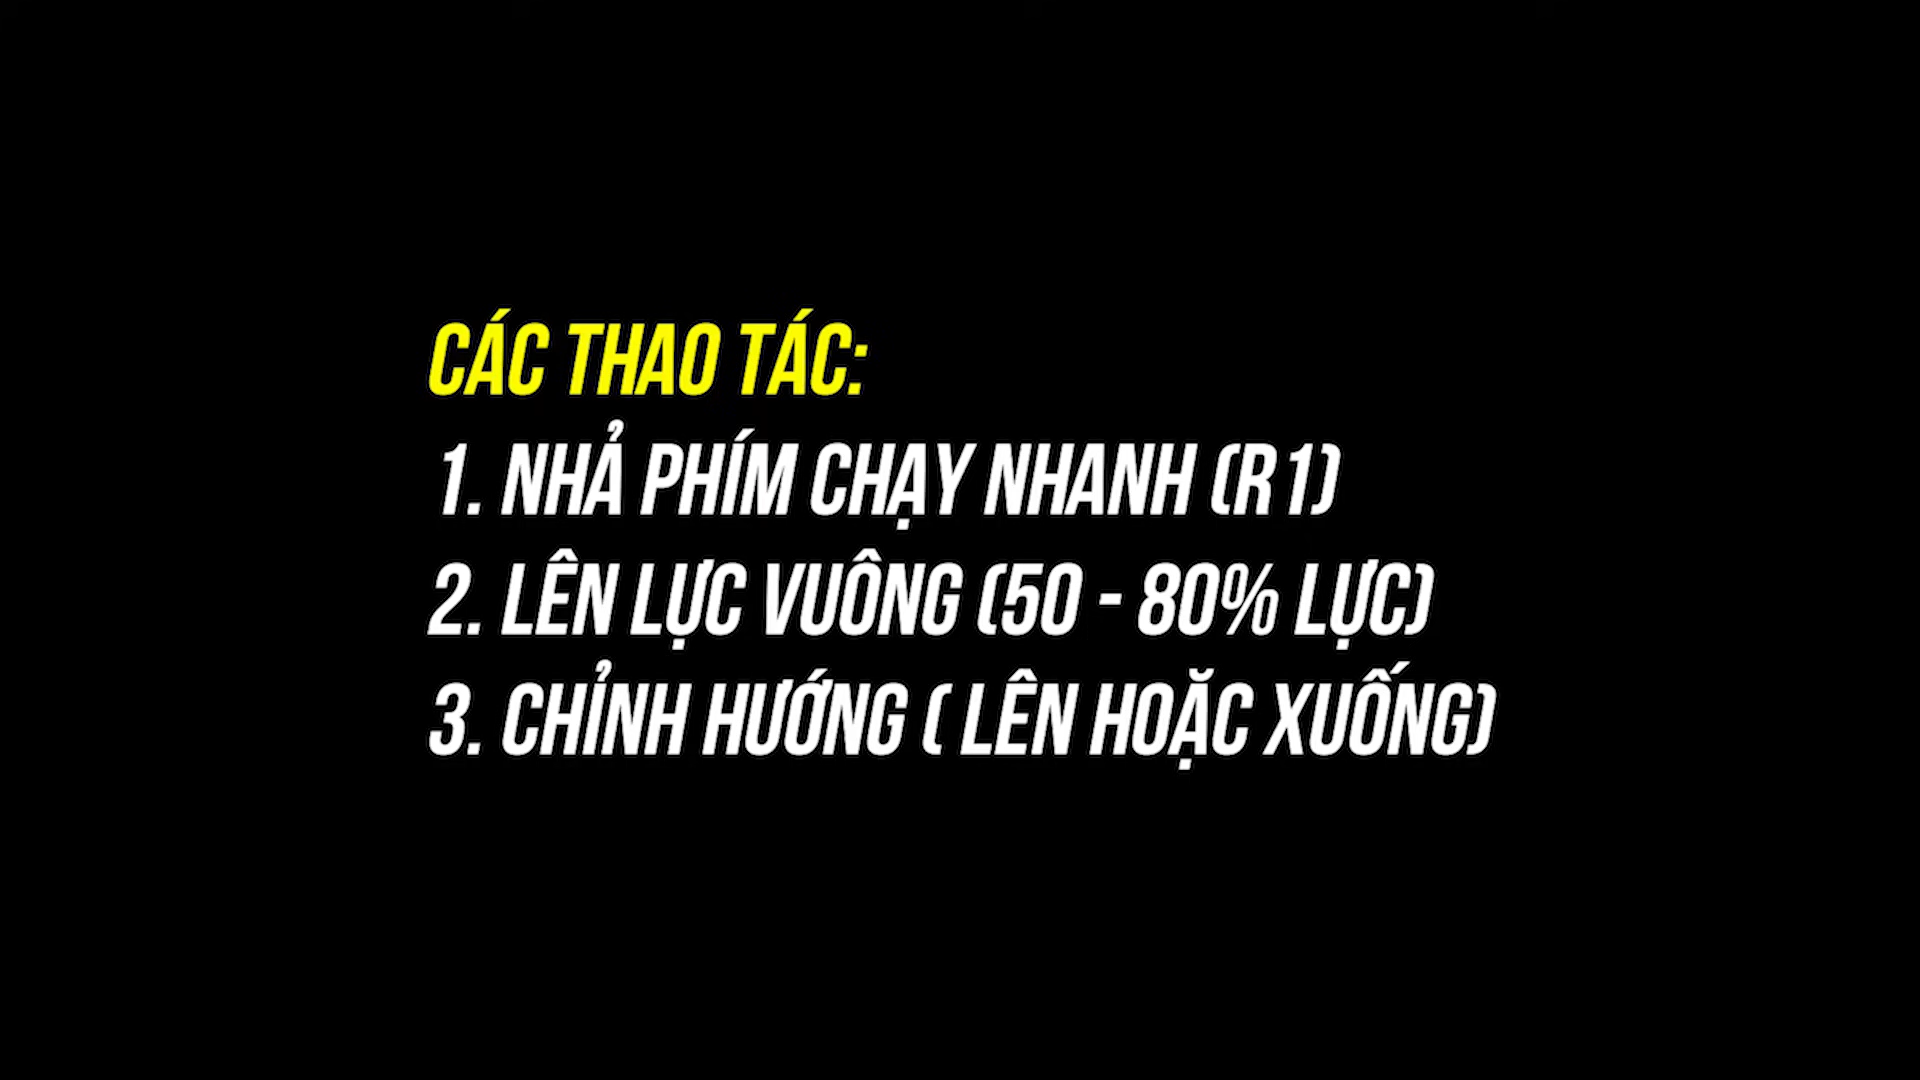 CÁC THAO TÁC:
1. NHẢ PHÍM CHẠY NHANH (R1)
2. LÊN LỰC VUÔNG (50 - 80% LỰC)
3. CHỈNH HƯỚNG ( LÊN HOẶC XUỐNG)